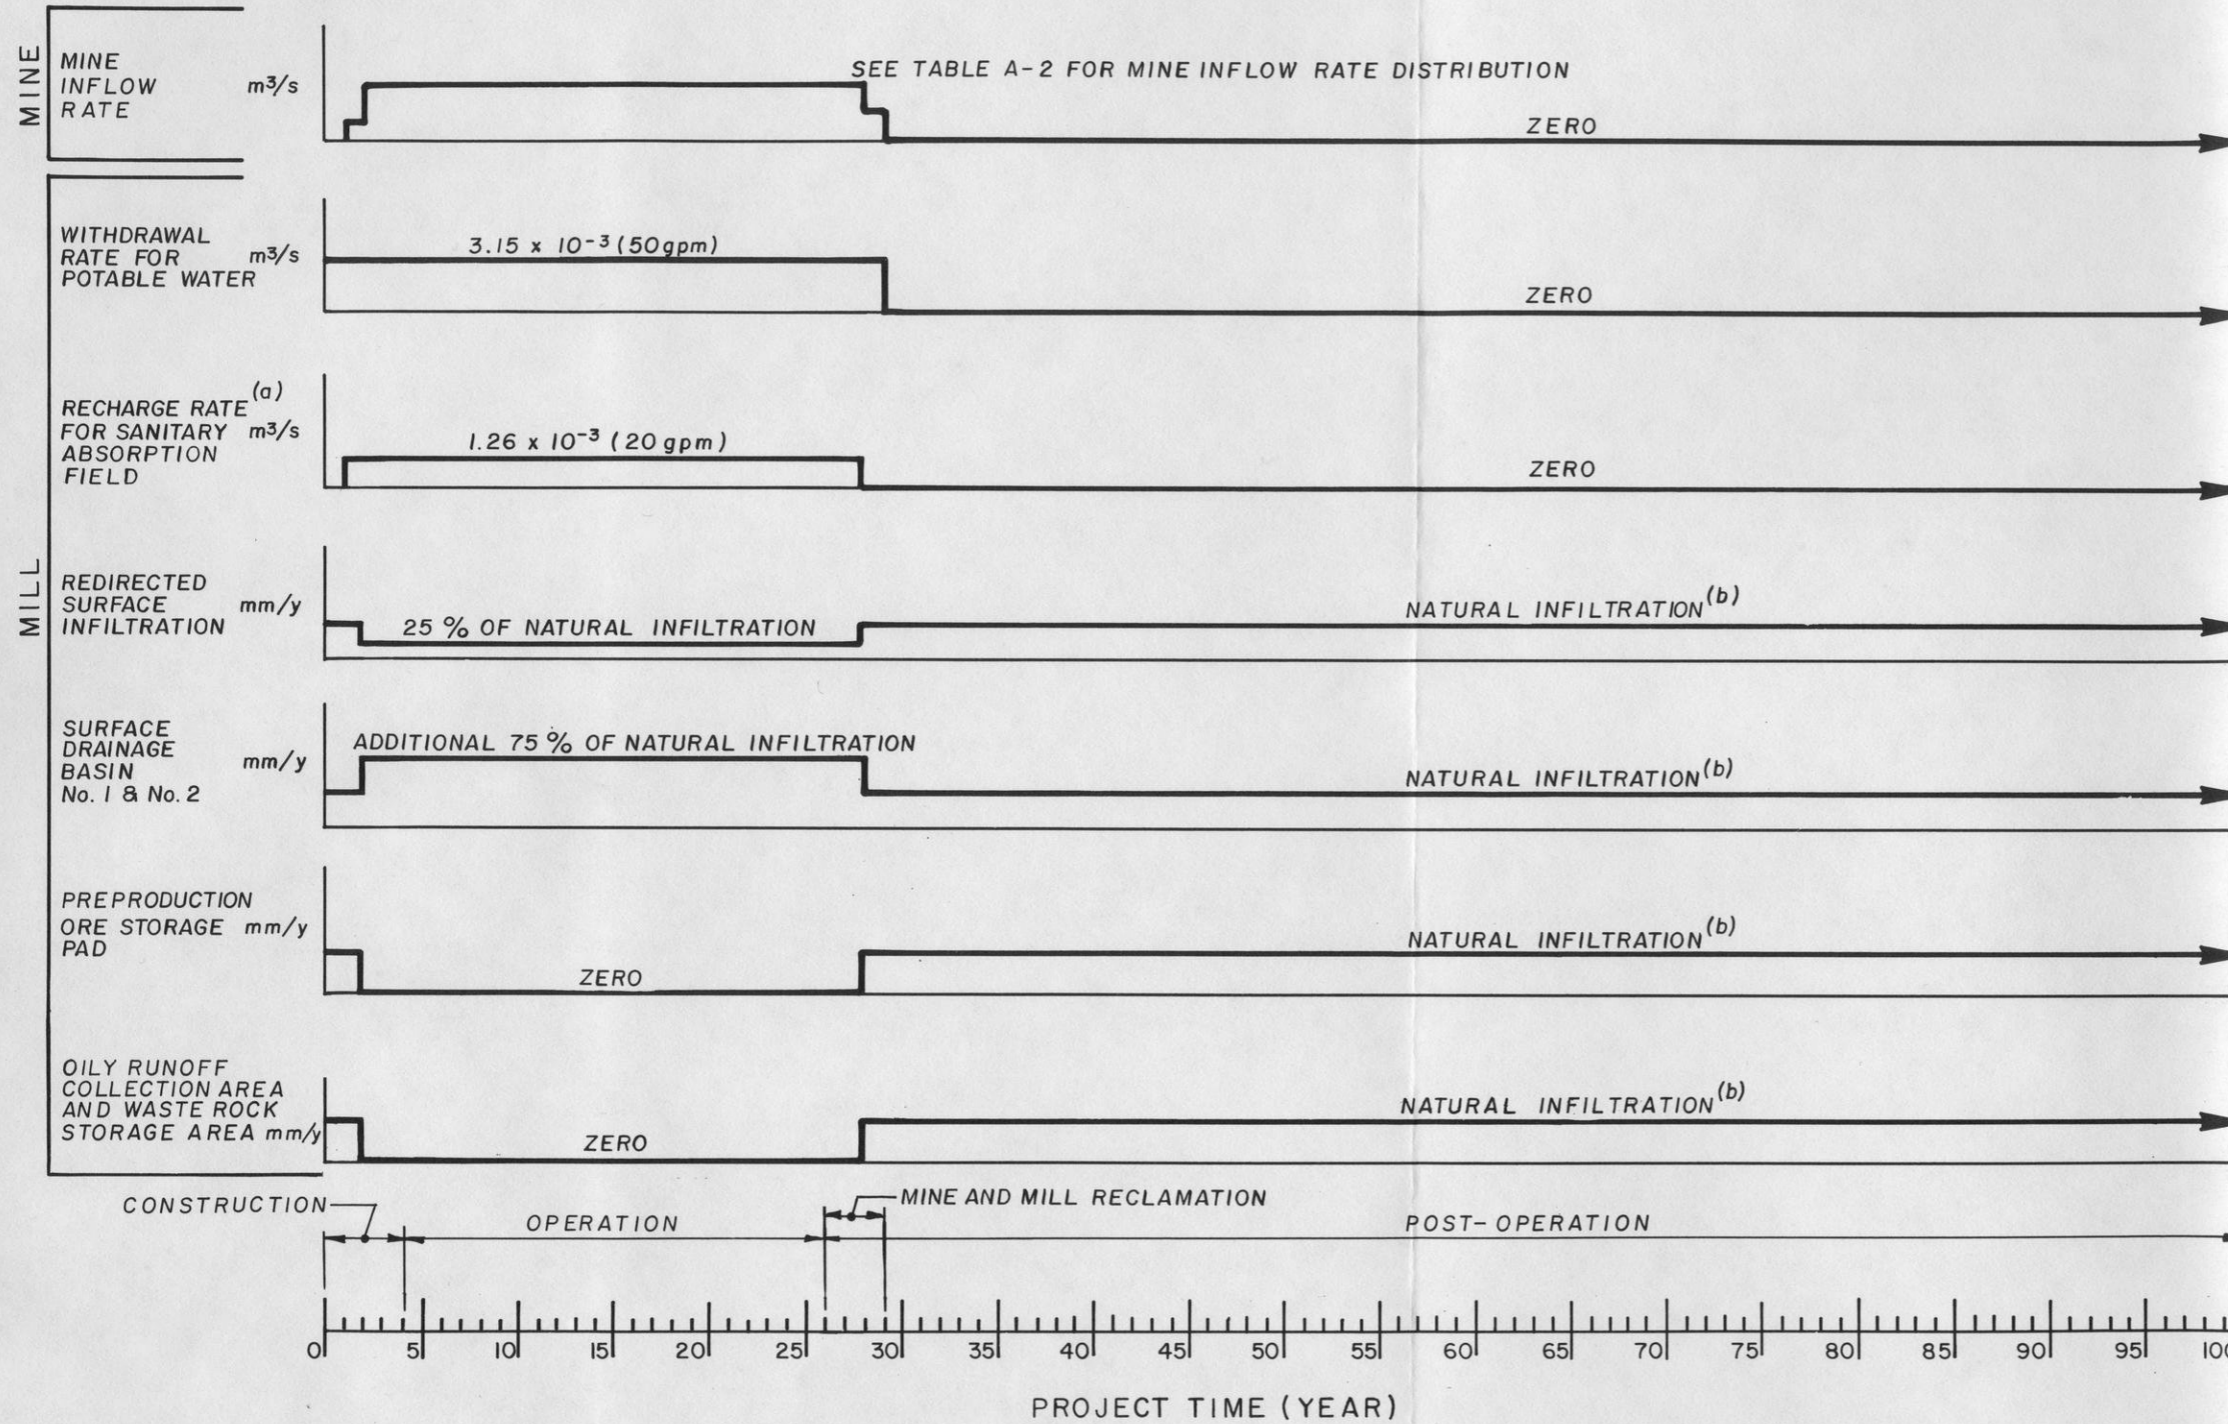 MINE
MINE
INFLOW
RATE
m³/s
SEE TABLE A-2 FOR MINE INFLOW RATE DISTRIBUTION
ZERO
MILL
WITHDRAWAL
RATE FOR
POTABLE WATER
m³/s
3.15 x 10⁻³ (50gpm)
ZERO
RECHARGE RATE (a)
FOR SANITARY
ABSORPTION
FIELD
m³/s
1.26 x 10⁻³ (20 gpm)
ZERO
REDIRECTED
SURFACE
INFILTRATION
mm/y
25 % OF NATURAL INFILTRATION
NATURAL INFILTRATION (b)
SURFACE
DRAINAGE
BASIN
No. 1 & No. 2
mm/y
ADDITIONAL 75 % OF NATURAL INFILTRATION
NATURAL INFILTRATION (b)
PREPRODUCTION
ORE STORAGE
PAD
mm/y
ZERO
NATURAL INFILTRATION (b)
OILY RUNOFF
COLLECTION AREA
AND WASTE ROCK
STORAGE AREA mm/y
ZERO
NATURAL INFILTRATION (b)
CONSTRUCTION
OPERATION
MINE AND MILL RECLAMATION
POST-OPERATION
0 5 10 15 20 25 30 35 40 45 50 55 60 65 70 75 80 85 90 95 100
PROJECT TIME (YEAR)